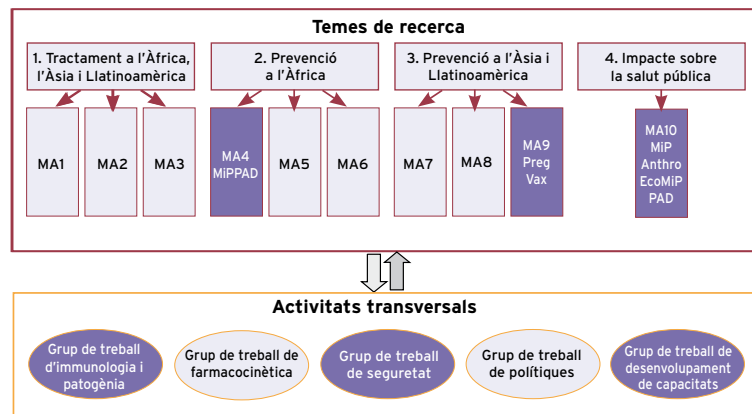 Temes de recerca
1. Tractament a l'Àfrica,
l'Àsia i Llatinoamèrica
2. Prevenció
a l'Àfrica
3. Prevenció a l'Àsia i
Llatinoamèrica
4. Impacte sobre
la salut pública
MA1
MA2
MA3
MA4
MiPPAD
MA5
MA6
MA7
MA8
MA9
Preg
Vax
MA10
MiP
Anthro
EcoMiP
PAD
Activitats transversals
Grup de treball
d'immunologia i
patogènia
Grup de treball de
farmacocinètica
Grup de treball
de seguretat
Grup de treball
de polítiques
Grup de treball de
desenvolupament
de capacitats